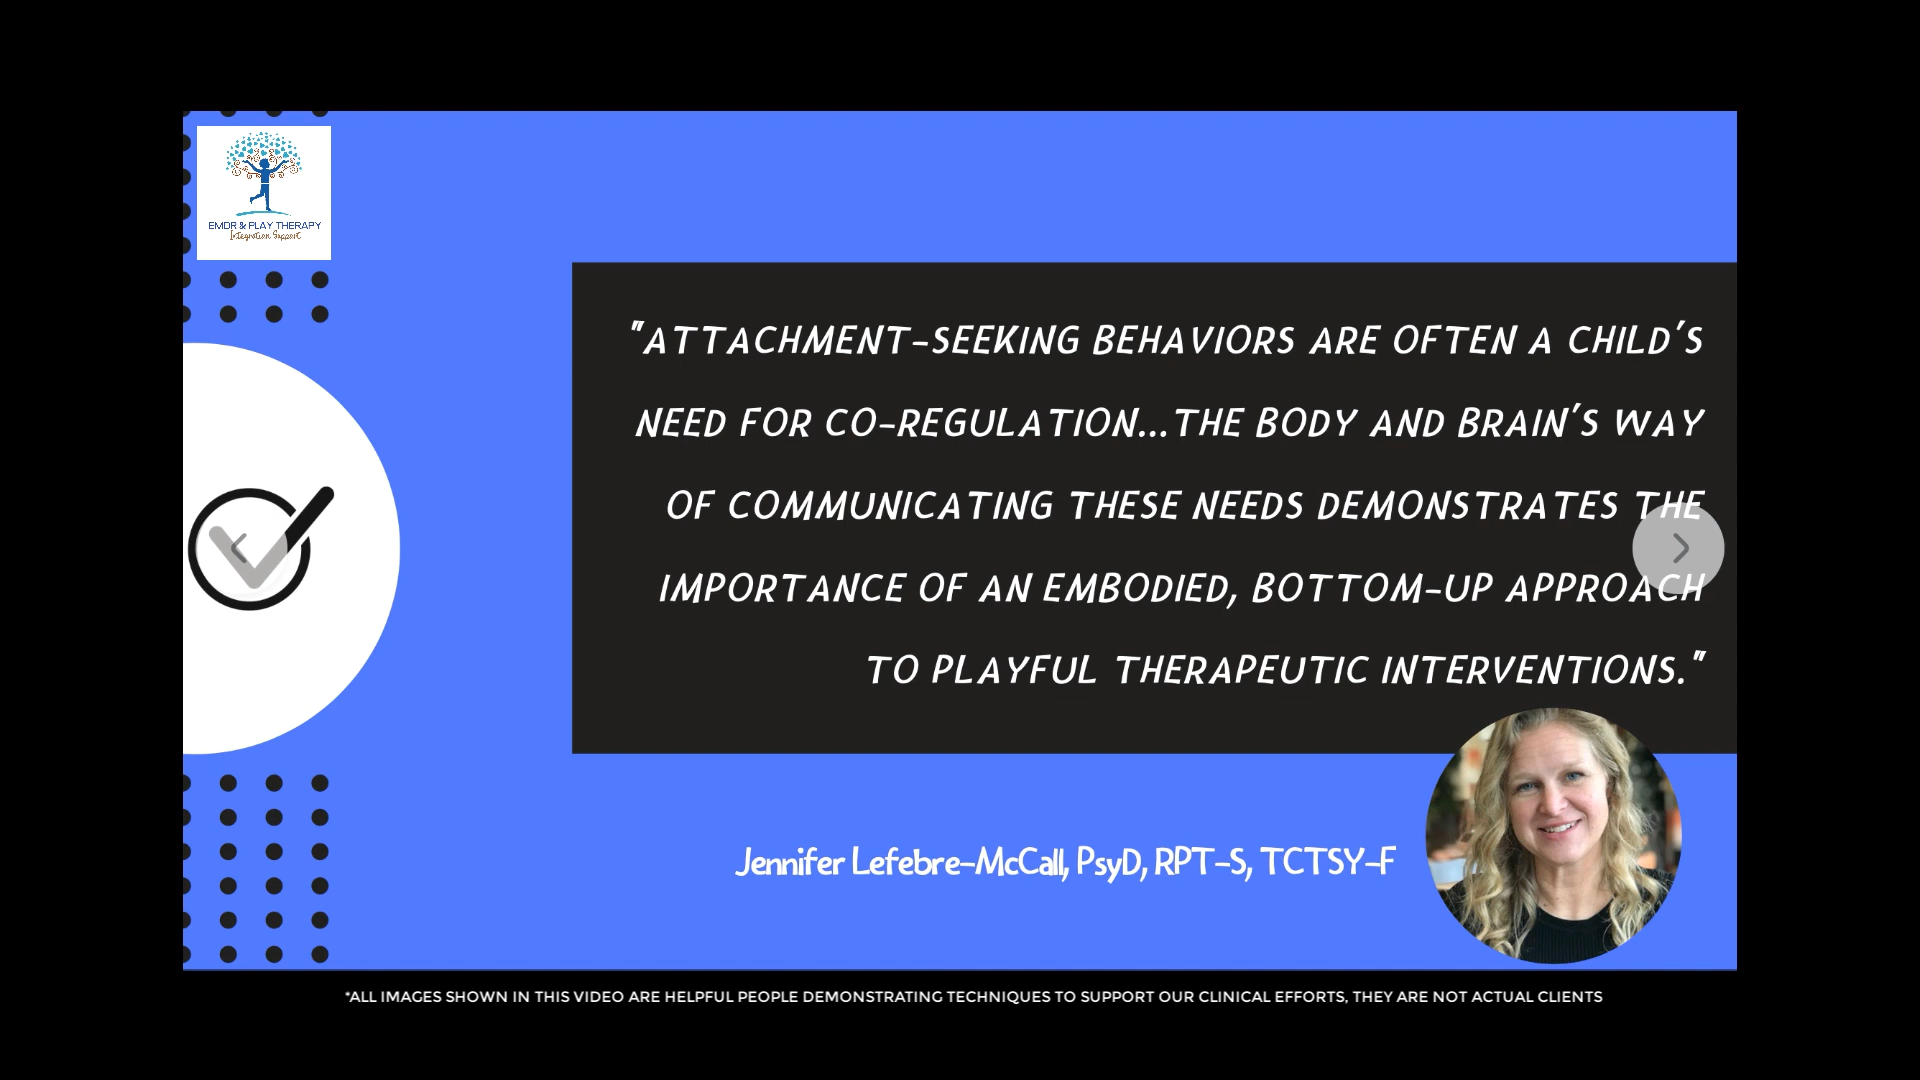 EMDR & PLAY THERAPY
Integration Support
"ATTACHMENT-SEEKING BEHAVIORS ARE OFTEN A CHILD'S
NEED FOR CO-REGULATION...THE BODY AND BRAIN'S WAY
OF COMMUNICATING THESE NEEDS DEMONSTRATES THE
IMPORTANCE OF AN EMBODIED, BOTTOM-UP APPROACH
TO PLAYFUL THERAPEUTIC INTERVENTIONS."
Jennifer Lefebre-McCall, PsyD, RPT-S, TCTSY-F
*ALL IMAGES SHOWN IN THIS VIDEO ARE HELPFUL PEOPLE DEMONSTRATING TECHNIQUES TO SUPPORT OUR CLINICAL EFFORTS, THEY ARE NOT ACTUAL CLIENTS